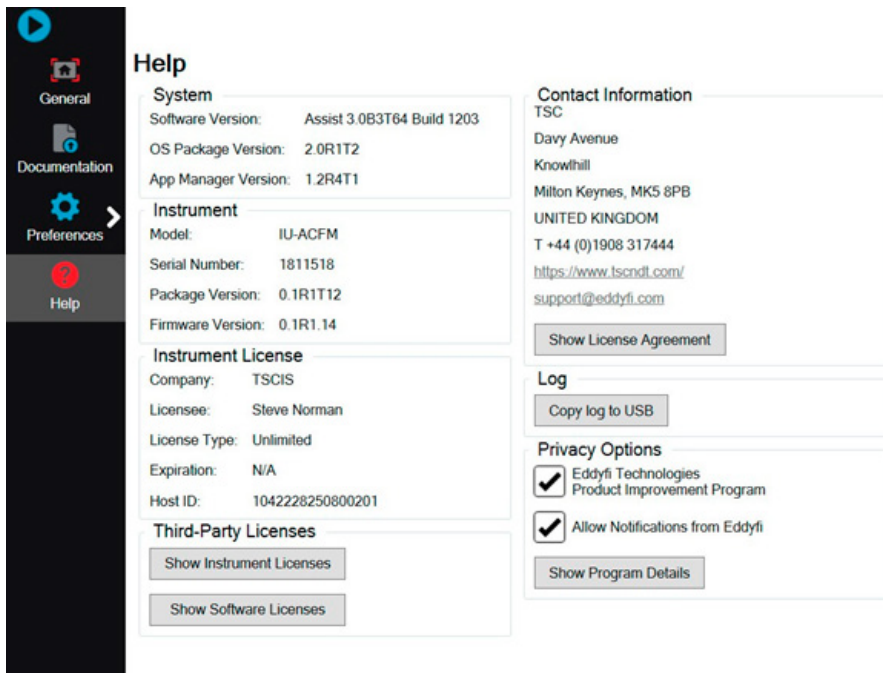 General
Documentation
Preferences
Help
Help
System
Software Version: Assist 3.0B3T64 Build 1203
OS Package Version: 2.0R1T2
App Manager Version: 1.2R4T1
Instrument
Model: IU-ACFM
Serial Number: 1811518
Package Version: 0.1R1T12
Firmware Version: 0.1R1.14
Instrument License
Company: TSCIS
Licensee: Steve Norman
License Type: Unlimited
Expiration: N/A
Host ID: 1042228250800201
Third-Party Licenses
Show Instrument Licenses
Show Software Licenses
Contact Information
TSC
Davy Avenue
Knowlhill
Milton Keynes, MK5 8PB
UNITED KINGDOM
T +44 (0)1908 317444
https://www.tscndt.com/
support@eddyfi.com
Show License Agreement
Log
Copy log to USB
Privacy Options
Eddyfi Technologies
Product Improvement Program
Allow Notifications from Eddyfi
Show Program Details